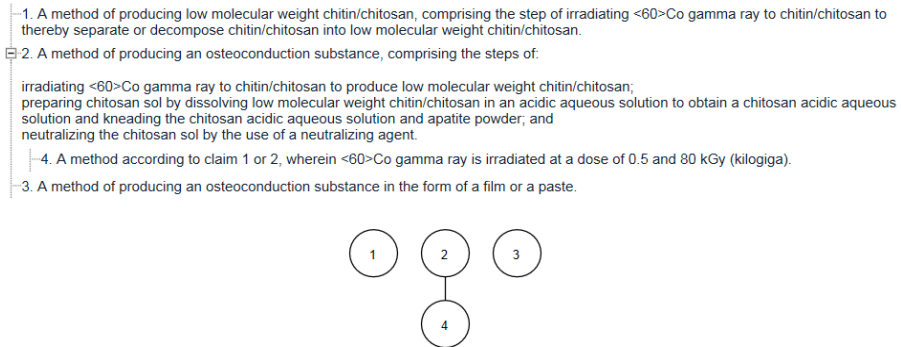 1. A method of producing low molecular weight chitin/chitosan, comprising the step of irradiating <60>Co gamma ray to chitin/chitosan to
thereby separate or decompose chitin/chitosan into low molecular weight chitin/chitosan.
2. A method of producing an osteoconduction substance, comprising the steps of:
irradiating <60>Co gamma ray to chitin/chitosan to produce low molecular weight chitin/chitosan;
preparing chitosan sol by dissolving low molecular weight chitin/chitosan in an acidic aqueous solution to obtain a chitosan acidic aqueous
solution and kneading the chitosan acidic aqueous solution and apatite powder; and
neutralizing the chitosan sol by the use of a neutralizing agent.
4. A method according to claim 1 or 2, wherein <60>Co gamma ray is irradiated at a dose of 0.5 and 80 kGy (kilogiga).
3. A method of producing an osteoconduction substance in the form of a film or a paste.
1 2 3
4